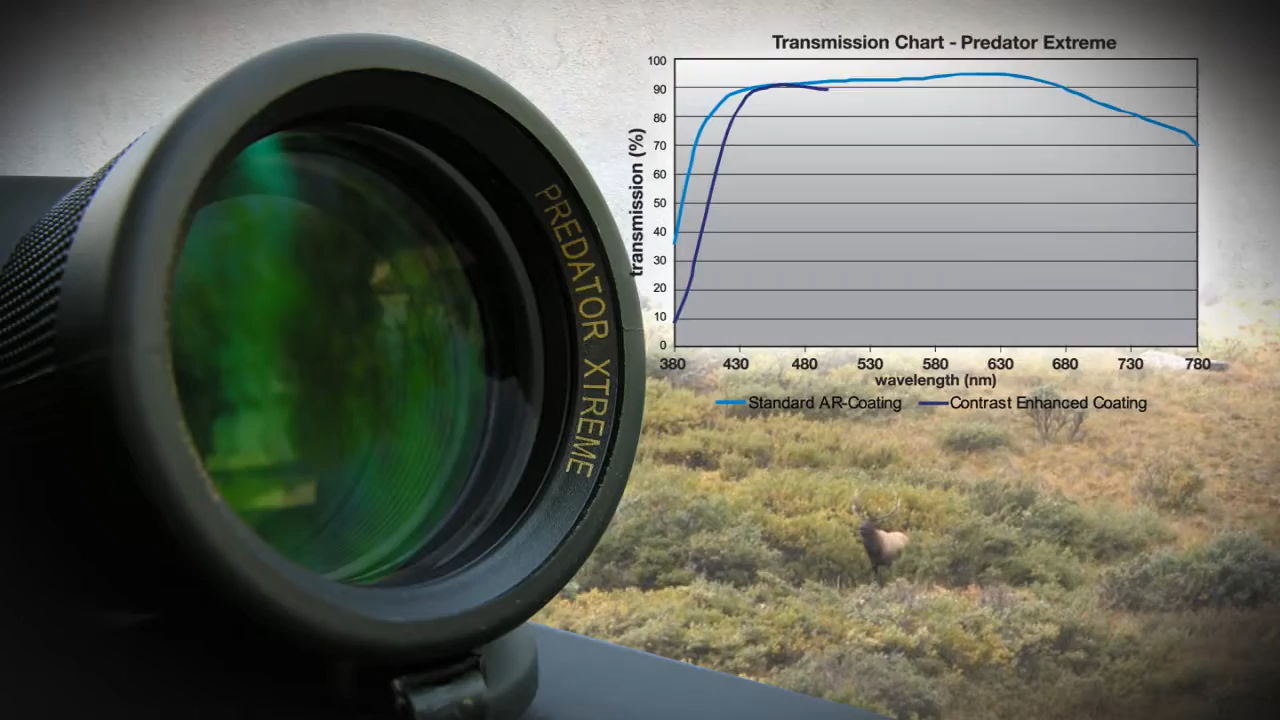 PREDATOR XTREME
Transmission Chart - Predator Extreme
transmission (%)
100
90
80
70
60
50
40
30
20
10
0
380 430 480 530 580 630 680 730 780
wavelength (nm)
Standard AR-Coating Contrast Enhanced Coating